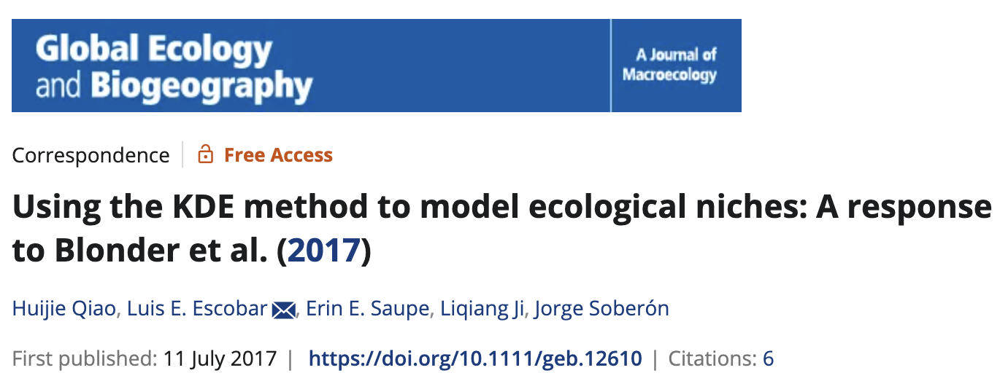 Global Ecology
and Biogeography
A Journal of
Macroecology
Correspondence Free Access
Using the KDE method to model ecological niches: A response
to Blonder et al. (2017)
Huijie Qiao, Luis E. Escobar, Erin E. Saupe, Liqiang Ji, Jorge Soberón
First published: 11 July 2017 | https://doi.org/10.1111/geb.12610 | Citations: 6